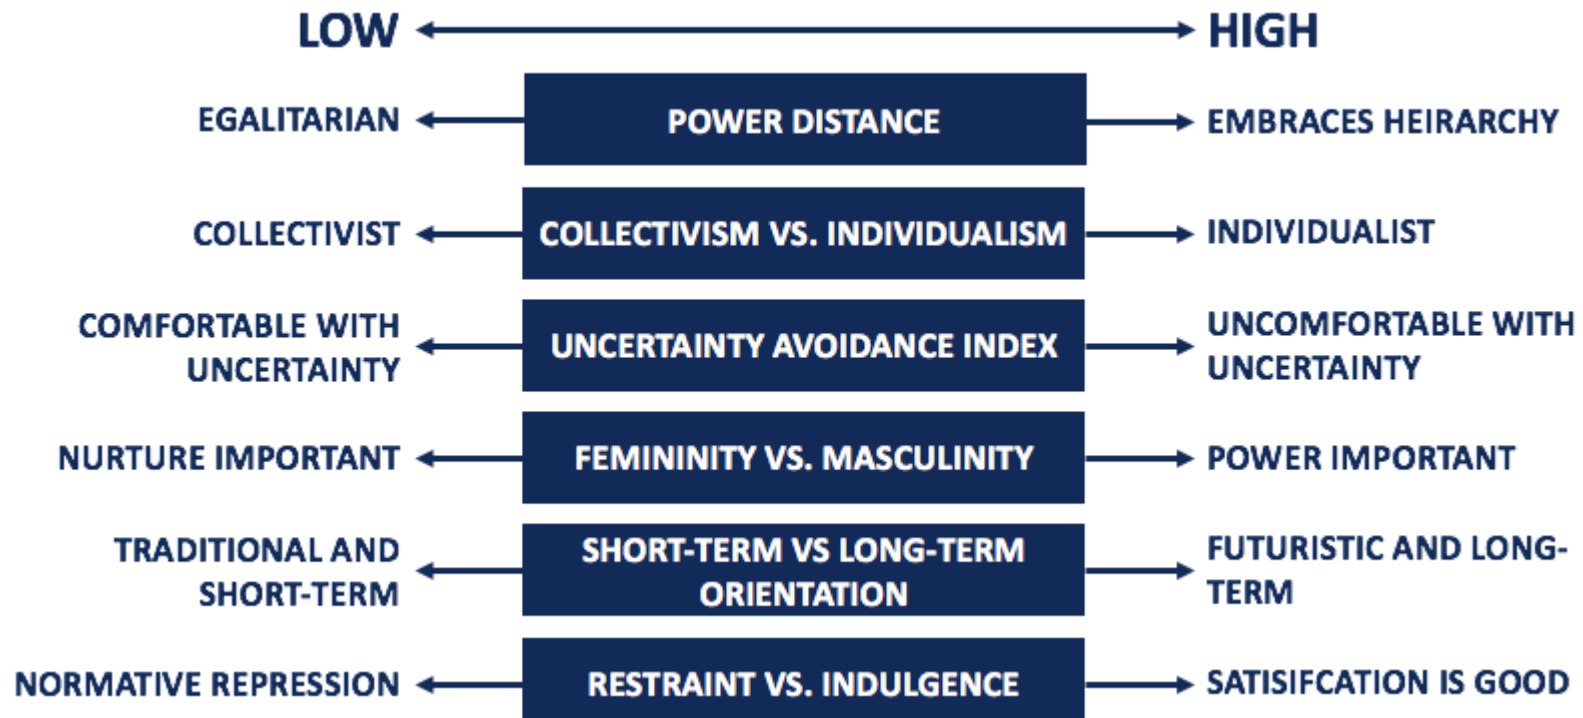 LOW HIGH
EGALITARIAN POWER DISTANCE EMBRACES HEIRARCHY
COLLECTIVIST COLLECTIVISM VS. INDIVIDUALISM INDIVIDUALIST
COMFORTABLE WITH
UNCERTAINTY
UNCERTAINTY AVOIDANCE INDEX
UNCOMFORTABLE WITH
UNCERTAINTY
NURTURE IMPORTANT FEMININITY VS. MASCULINITY POWER IMPORTANT
TRADITIONAL AND
SHORT-TERM
SHORT-TERM VS LONG-TERM
ORIENTATION
FUTURISTIC AND LONG-
TERM
NORMATIVE REPRESSION RESTRAINT VS. INDULGENCE SATISIFCATION IS GOOD